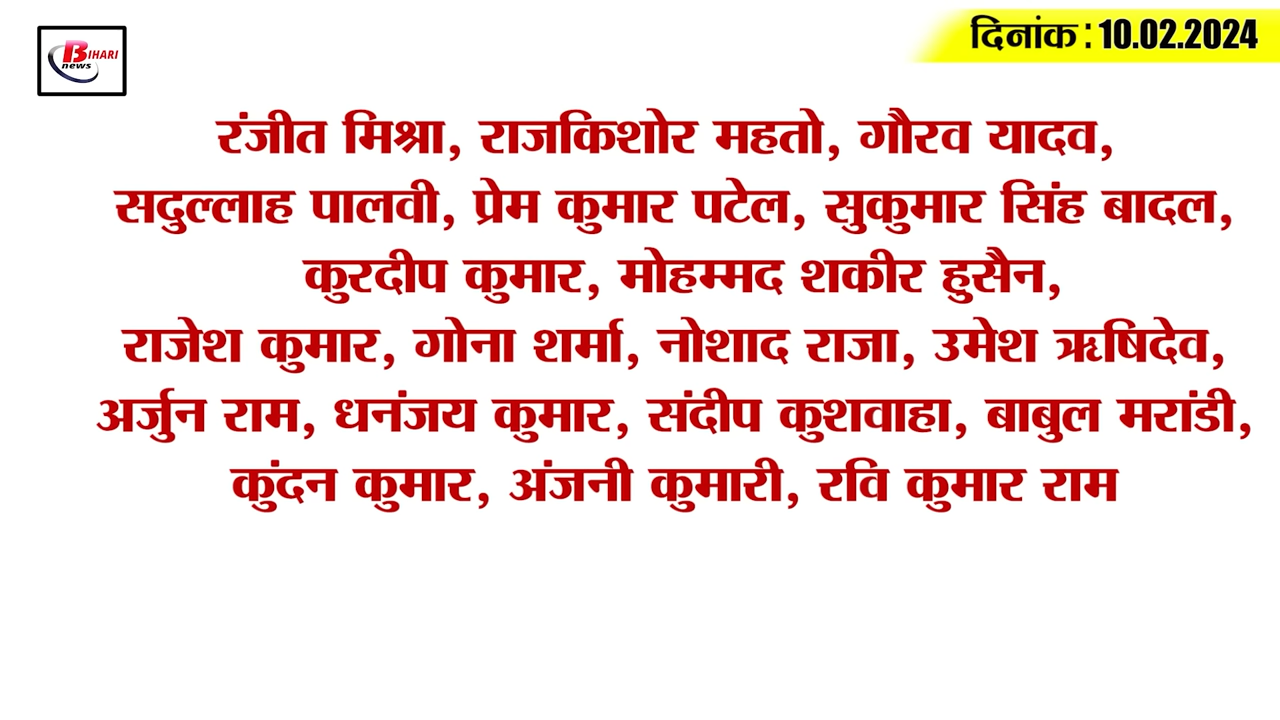 BIHARI
news
दिनांक : 10.02.2024
रंजीत मिश्रा, राजकिशोर महतो, गौरव यादव,
सदुल्लाह पालवी, प्रेम कुमार पटेल, सुकुमार सिंह बादल,
कुरदीप कुमार, मोहम्मद शकीर हुसैन,
राजेश कुमार, गोना शर्मा, नोशाद राजा, उमेश ऋषिदेव,
अर्जुन राम, धनंजय कुमार, संदीप कुशवाहा, बाबुल मरांडी,
कुंदन कुमार, अंजनी कुमारी, रवि कुमार राम